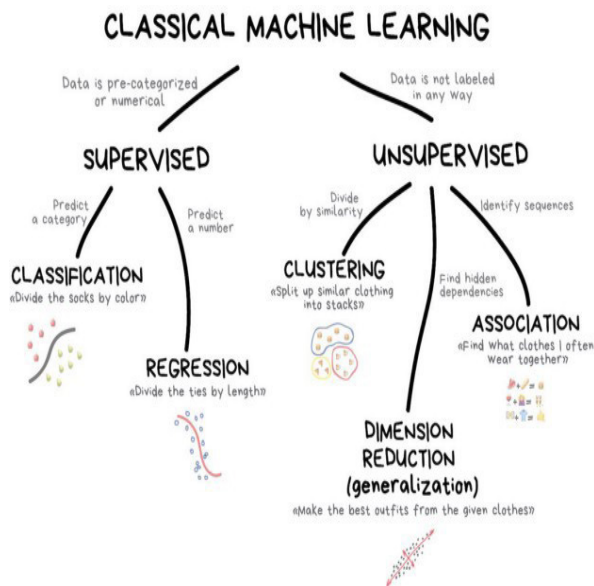 CLASSICAL MACHINE LEARNING
Data is pre-categorized
or numerical
Data is not labeled
in any way
SUPERVISED
UNSUPERVISED
Predict
a category
Predict
a number
Divide
by similarity
Identify sequences
CLASSIFICATION
«Divide the socks by color»
CLUSTERING
«Split up similar clothing
into stacks»
Find hidden
dependencies
ASSOCIATION
«Find what clothes I often
wear together»
REGRESSION
«Divide the ties by length»
DIMENSION
REDUCTION
(generalization)
«Make the best outfits from the given clothes»